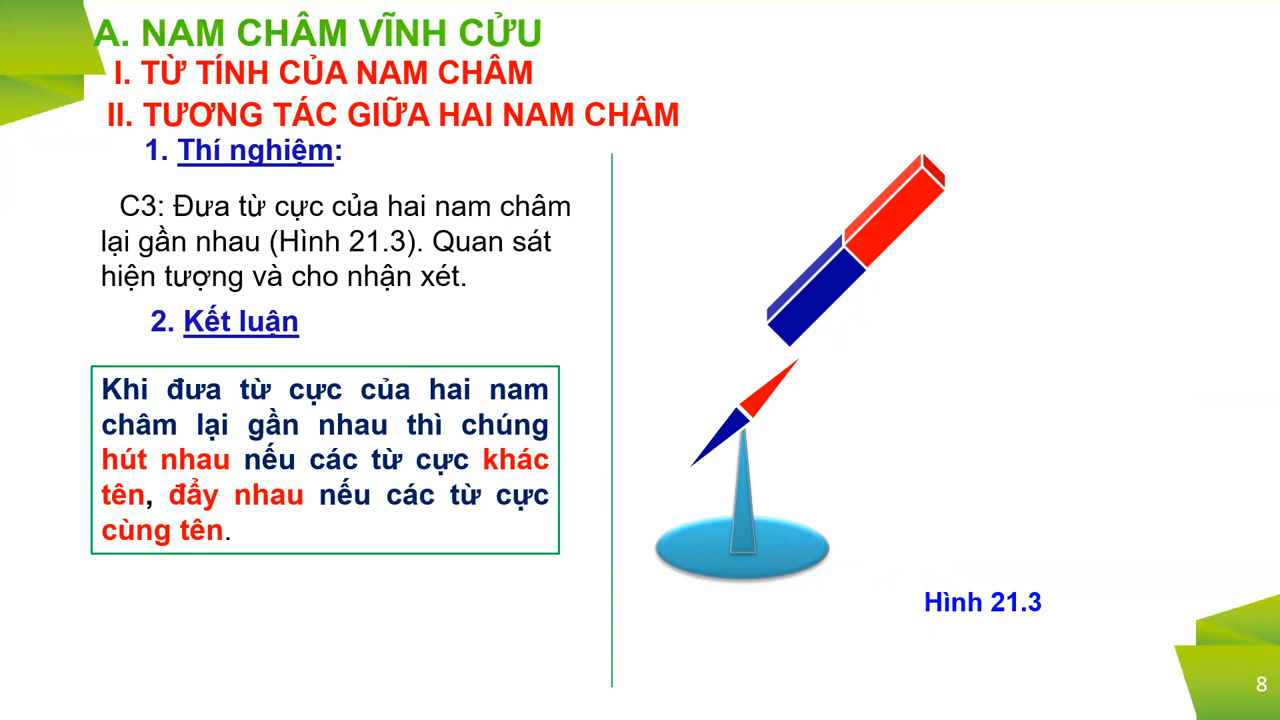 A. NAM CHÂM VĨNH CỬU
I. TỪ TÍNH CỦA NAM CHÂM
II. TƯƠNG TÁC GIỮA HAI NAM CHÂM
1. Thí nghiệm:
C3: Đưa từ cực của hai nam châm
lại gần nhau (Hình 21.3). Quan sát
hiện tượng và cho nhận xét.
2. Kết luận
Khi đưa từ cực của hai nam
châm lại gần nhau thì chúng
hút nhau nếu các từ cực khác
tên, đẩy nhau nếu các từ cực
cùng tên.
Hình 21.3
8